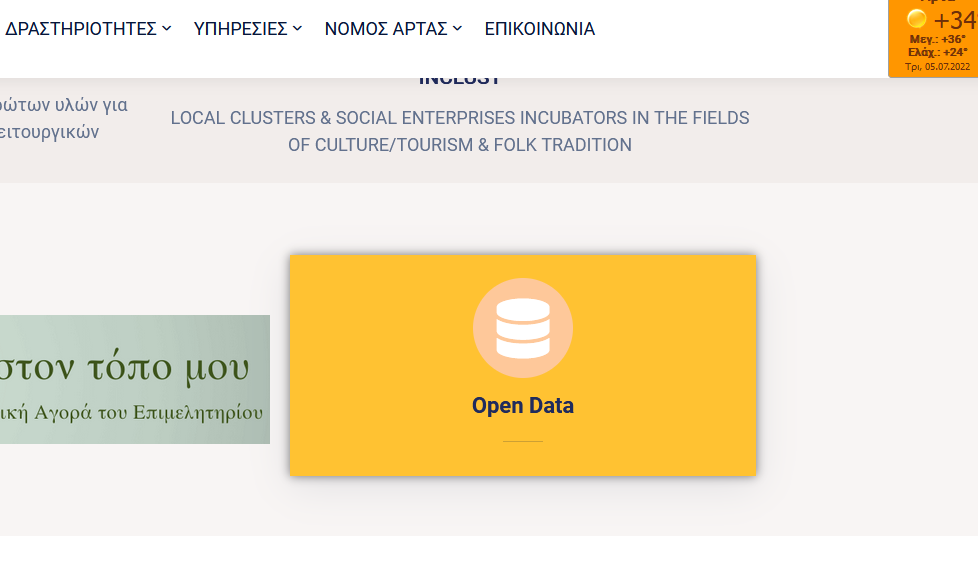 ΔΡΑΣΤΗΡΙΟΤΗΤΕΣ ΥΠΗΡΕΣΙΕΣ ΝΟΜΟΣ ΑΡΤΑΣ ΕΠΙΚΟΙΝΩΝΙΑ
+34
Μεγ.: +36°
Ελάχ.: +24°
Τρι, 05.07.2022
INCLUST
ρώτων υλών για
ειτουργικών
LOCAL CLUSTERS & SOCIAL ENTERPRISES INCUBATORS IN THE FIELDS
OF CULTURE/TOURISM & FOLK TRADITION
στον τόπο μου
ική Αγορά του Επιμελητηρίου
Open Data